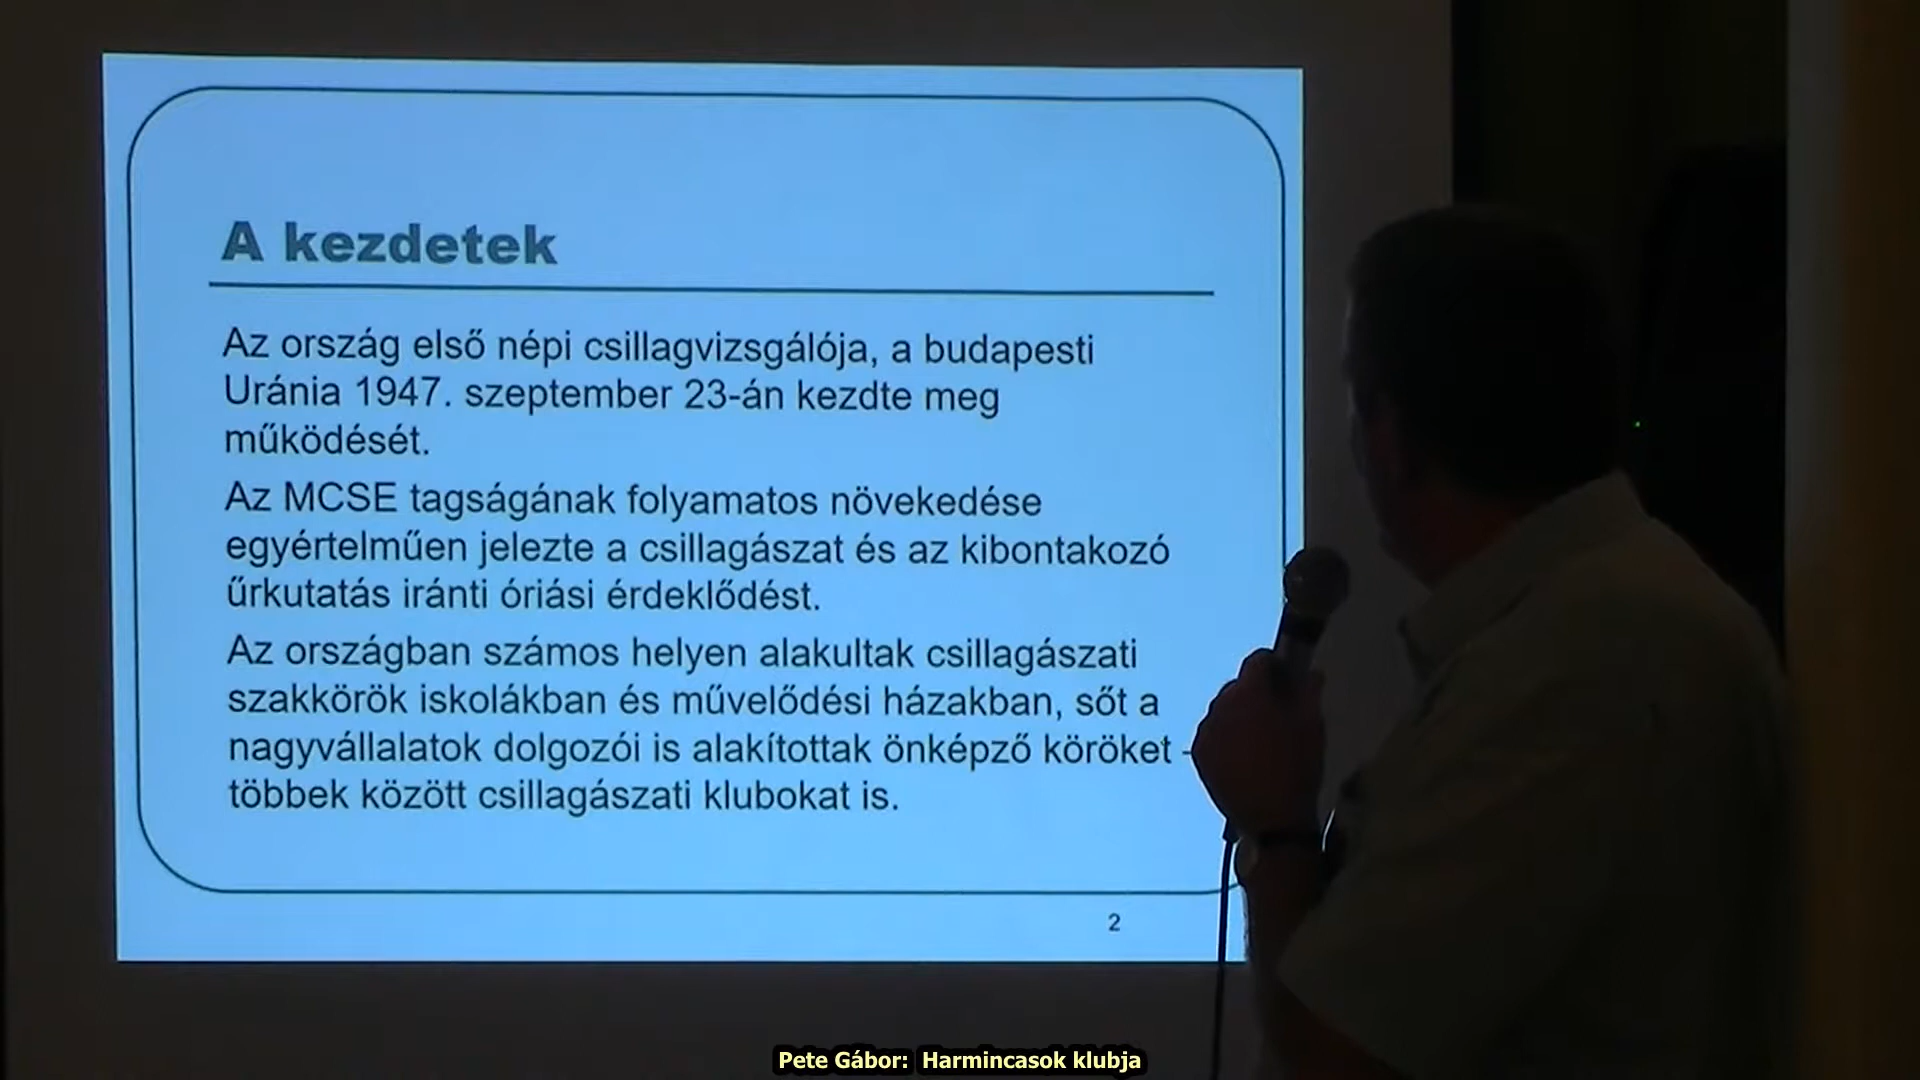 A kezdetek
Az ország első népi csillagvizsgálója, a budapesti
Uránia 1947. szeptember 23-án kezdte meg
működését.
Az MCSE tagságának folyamatos növekedése
egyértelműen jelezte a csillagászat és az kibontakozó
űrkutatás iránti óriási érdeklődést.
Az országban számos helyen alakultak csillagászati
szakkörök iskolákban és művelődési házakban, sőt a
nagyvállalatok dolgozói is alakítottak önképző köröket -
többek között csillagászati klubokat is.
2
Pete Gábor: Harmincasok klubja